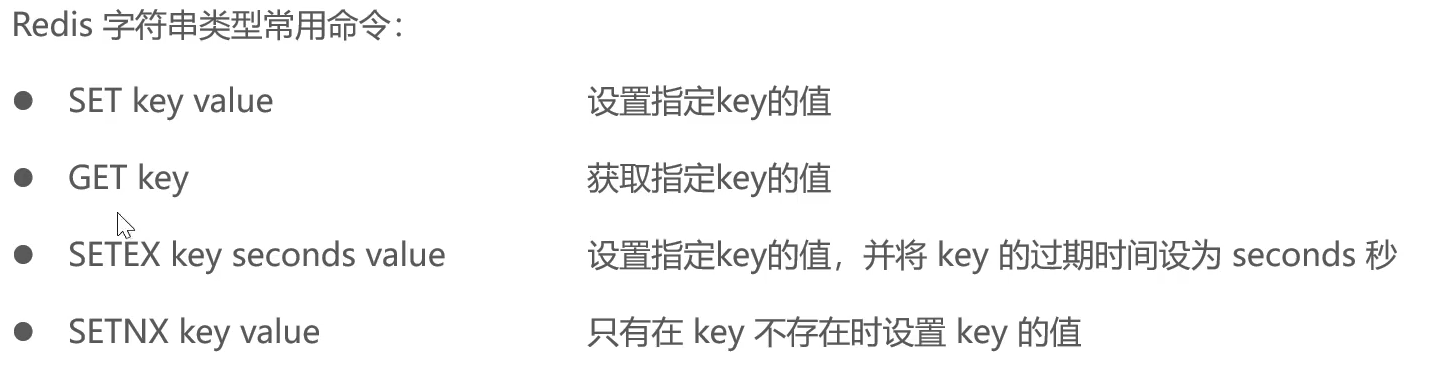 Redis 字符串类型常用命令：
● SET key value 设置指定key的值
● GET key 获取指定key的值
● SETEX key seconds value 设置指定key的值，并将 key 的过期时间设为 seconds 秒
● SETNX key value 只有在 key 不存在时设置 key 的值